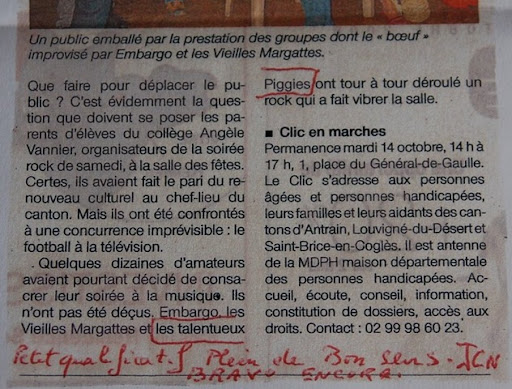 Un public emballé par la prestation des groupes dont le « bœuf »
improvisé par Embargo et les Vieilles Margattes.
Que faire pour déplacer le pu-
blic ? C'est évidemment la ques-
tion que doivent se poser les pa-
rents d'élèves du collège Angèle
Vannier, organisateurs de la soirée
rock de samedi, à la salle des fêtes.
Certes, ils avaient fait le pari du re-
nouveau culturel au chef-lieu du
canton. Mais ils ont été confrontés
à une concurrence imprévisible : le
football à la télévision.
Quelques dizaines d'amateurs
avaient pourtant décidé de consa-
crer leur soirée à la musique. Ils
n'ont pas été déçus. Embargo, les
Vieilles Margattes et les talentueux
Piggies ont tour à tour déroulé un
rock qui a fait vibrer la salle.
■ Clic en marches
Permanence mardi 14 octobre, 14 h à
17 h, 1, place du Général-de-Gaulle.
Le Clic s'adresse aux personnes
âgées et personnes handicapées,
leurs familles et leurs aidants des can-
tons d'Antrain, Louvigné-du-Désert et
Saint-Brice-en-Coglès. Il est antenne
de la MDPH maison départementale
des personnes handicapées. Ac-
cueil, écoute, conseil, information,
constitution de dossiers, accès aux
droits. Contact : 02 99 98 60 23.
Petit qualificatif Plein de Bon sens - JCN
BRAVO ENCORE.